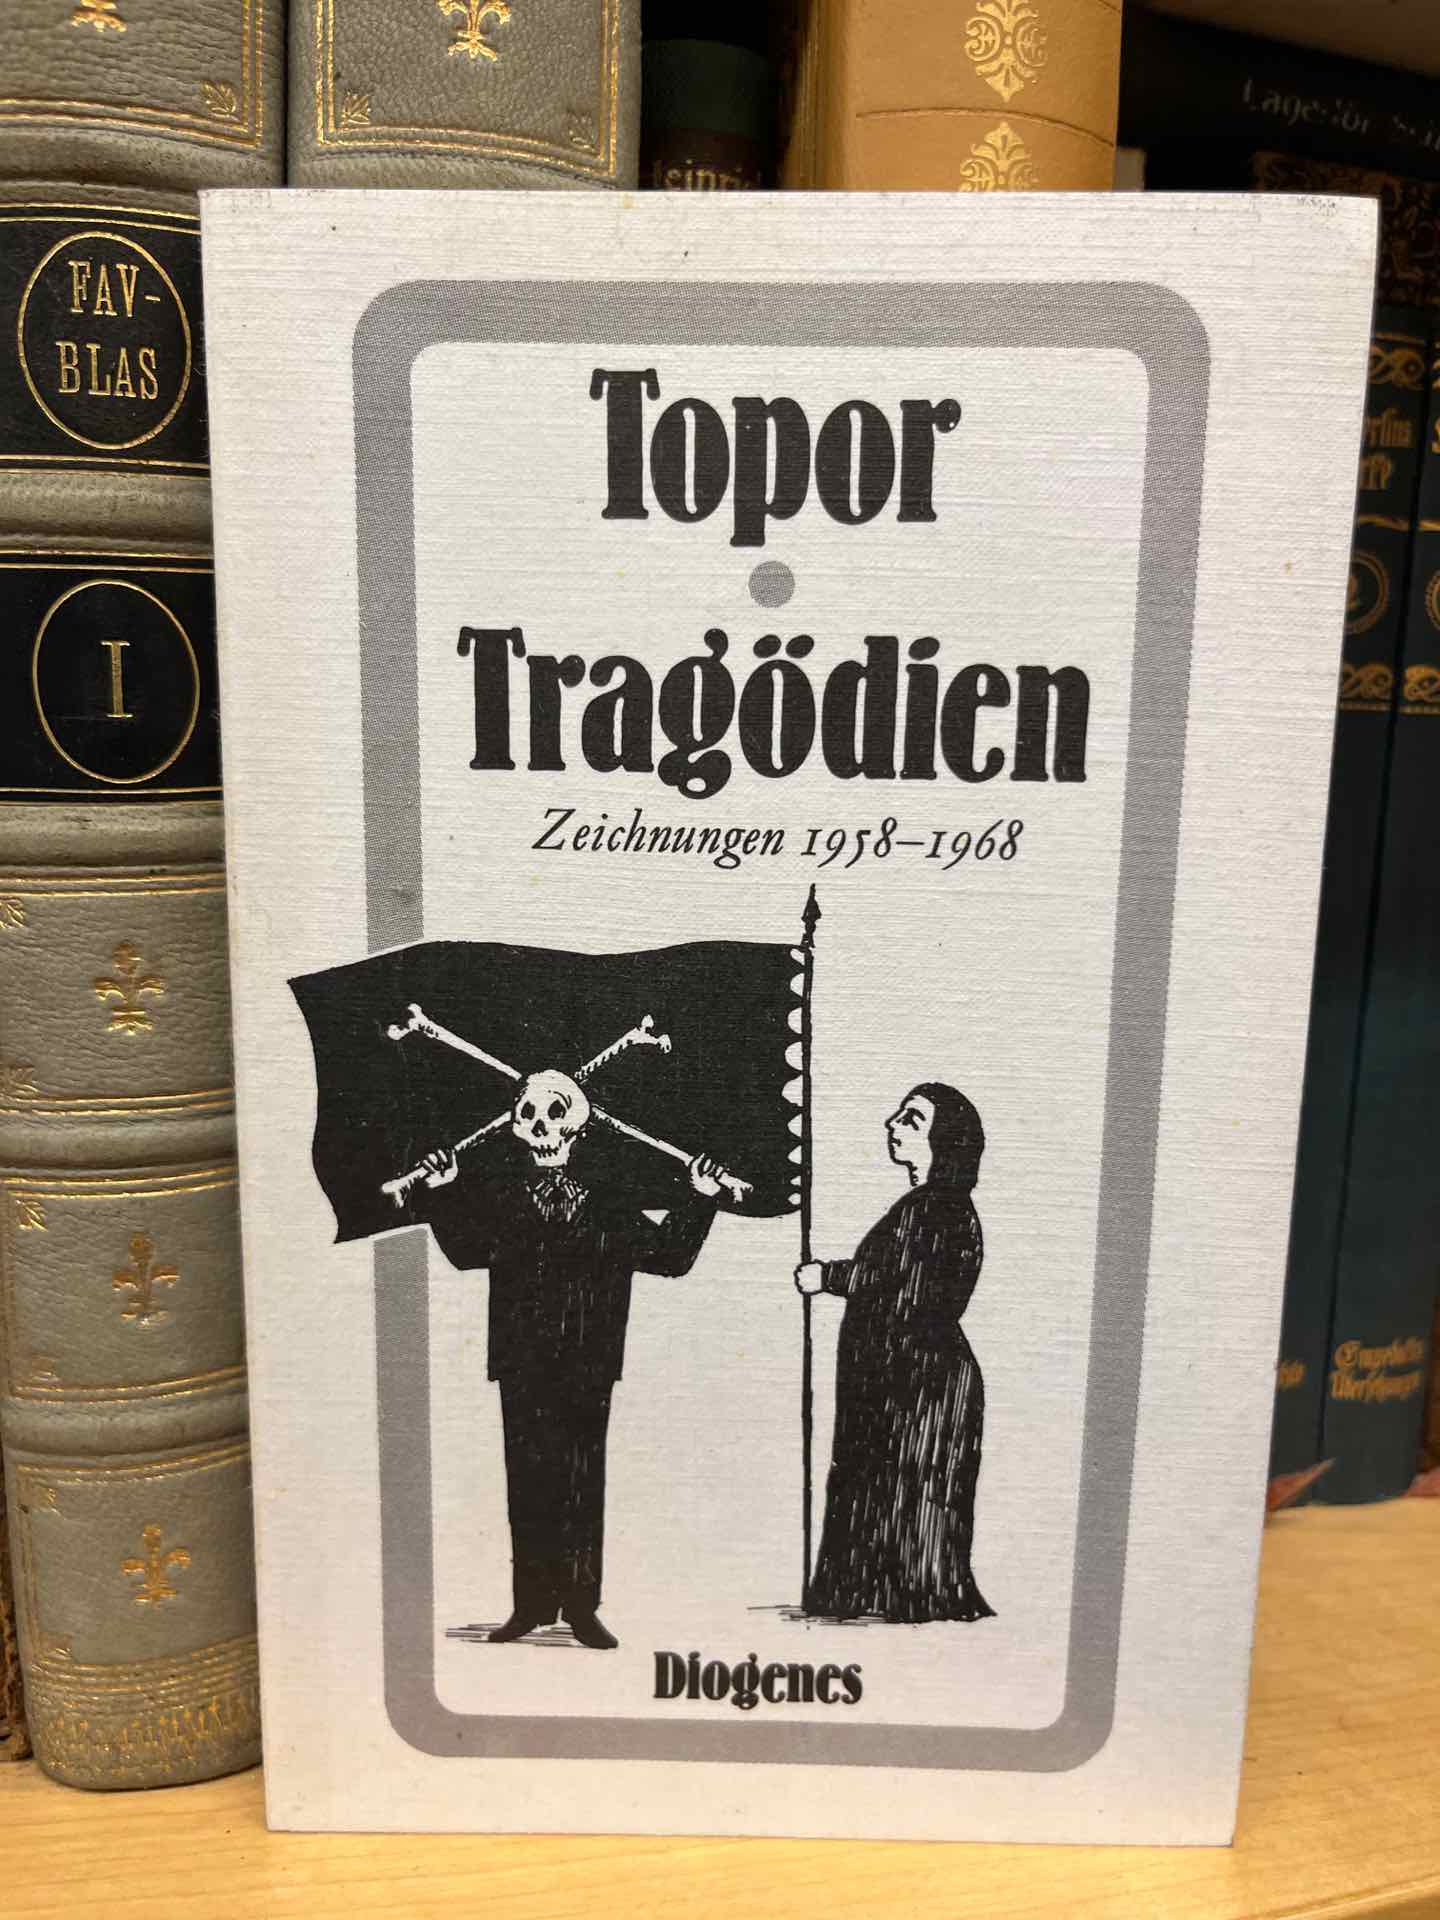 Topor
Tragödien
Zeichnungen 1958–1968
Diogenes
FAV-
BLAS
I